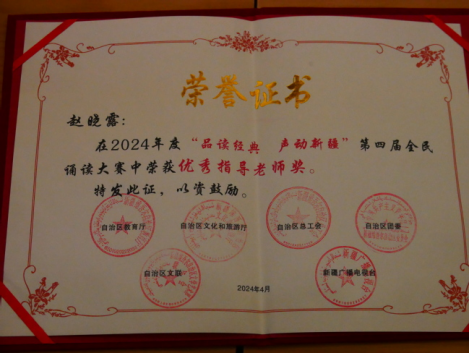 荣誉证书
赵晓露：
在2024年度“品读经典 声动新疆”第四届全民
诵读大赛中荣获优秀指导老师奖。
特发此证，以资鼓励。
自治区教育厅 自治区文化和旅游厅 自治区总工会 自治区团委
自治区文联 新疆广播电视台
2024年4月